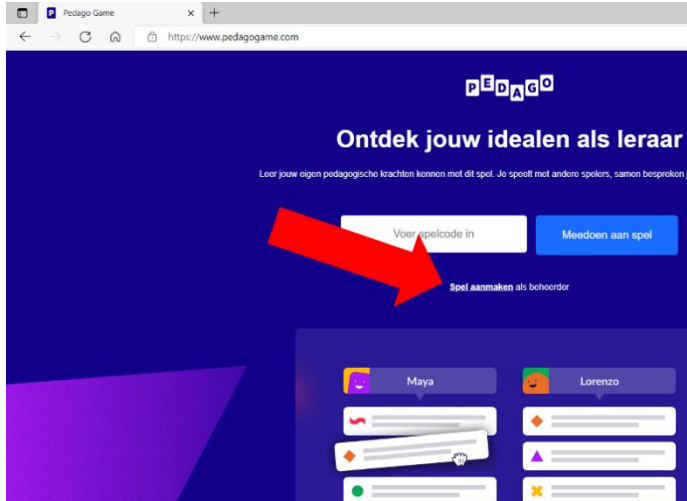 Pedago Game
https://www.pedagogame.com
PEDAGO
Ontdek jouw idealen als leraar
Leer jouw eigen pedagogische krachten kennen met dit spel. Je speelt met andere spelers, samen bespreken
Voer spelcode in
Meedoen aan spel
Spel aanmaken als beheerder
Maya
Lorenzo